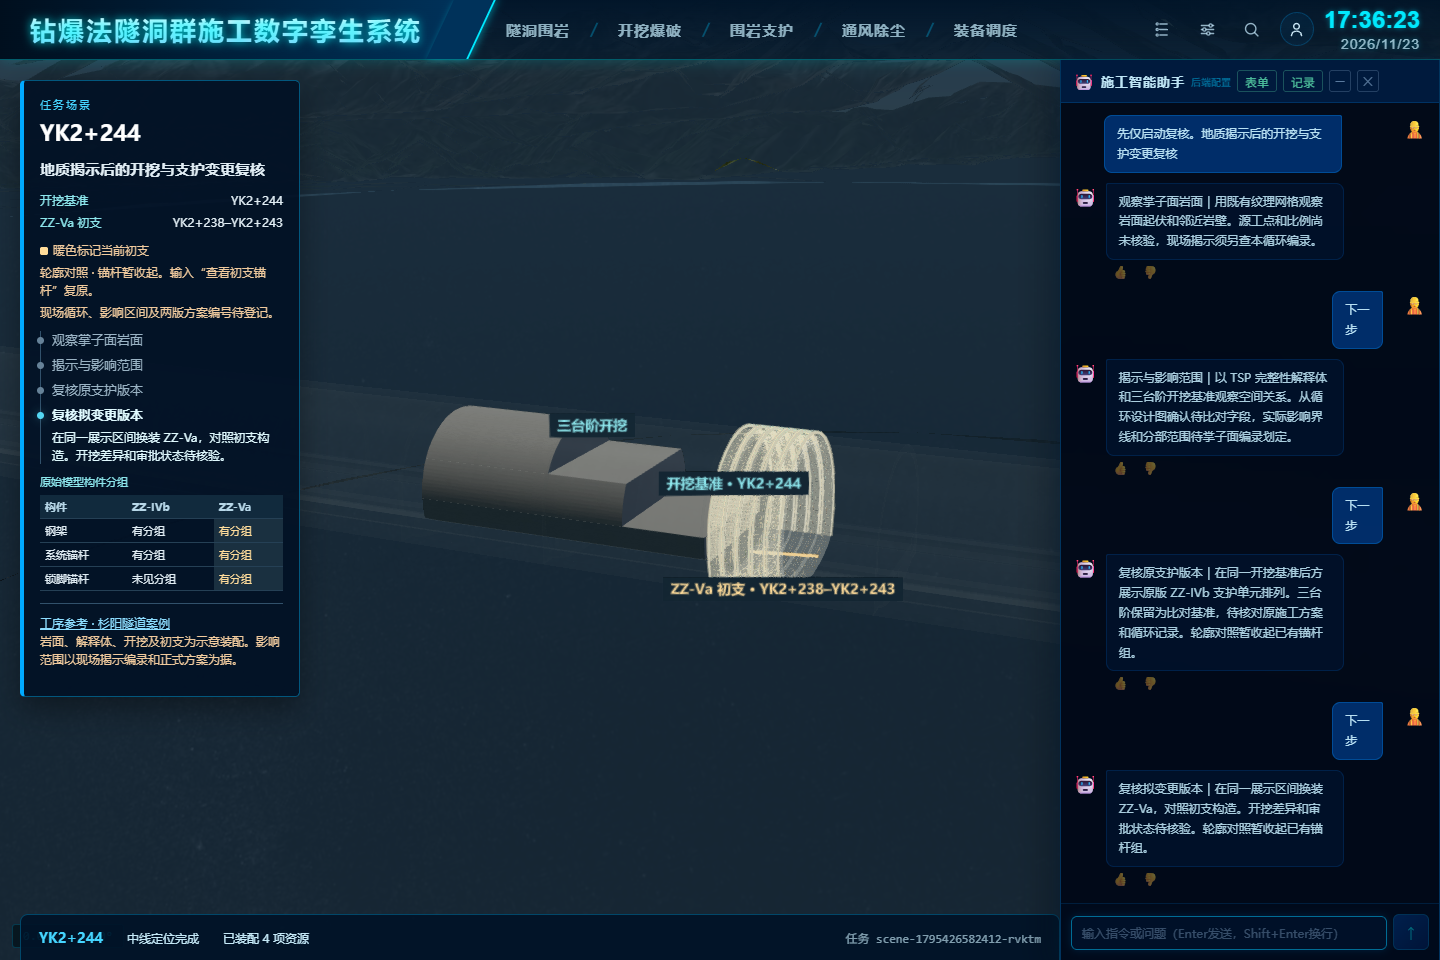 钻爆法隧洞群施工数字孪生系统
隧洞围岩 / 开挖爆破 / 围岩支护 / 通风除尘 / 装备调度
17:36:23
2026/11/23
任务场景
YK2+244
地质揭示后的开挖与支护变更复核
开挖基准 YK2+244
ZZ-Va 初支 YK2+238–YK2+243
暖色标记当前初支
轮廓对照 · 锚杆暂收起。输入“查看初支锚
杆”复原。
现场循环、影响区间及两版方案编号待登记。
观察掌子面岩面
揭示与影响范围
复核原支护版本
复核拟变更版本
在同一展示区间换装 ZZ-Va，对照初支构
造。开挖差异和审批状态待核验。
原始模型构件分组
构件 ZZ-IVb ZZ-Va
钢架 有分组 有分组
系统锚杆 有分组 有分组
锁脚锚杆 未见分组 有分组
工序参考 · 杉阳隧道案例
岩面、解释体、开挖及初支为示意装配。影响
范围以现场揭示编录和正式方案为据。
三台阶开挖
开挖基准 • YK2+244
ZZ-Va 初支 • YK2+238–YK2+243
YK2+244 中线定位完成 已装配 4 项资源 任务 scene-1795426582412-rvktm
施工智能助手 后端配置 表单 记录
先仅启动复核。地质揭示后的开挖与支
护变更复核
观察掌子面岩面 | 用既有纹理网格观察
岩面起伏和邻近岩壁。源工点和比例尚
未核验，现场揭示须另查本循环编录。
下一
步
揭示与影响范围 | 以 TSP 完整性解释体
和三台阶开挖基准观察空间关系。从循
环设计图确认待比对字段，实际影响界
线和分部范围待掌子面编录划定。
下一
步
复核原支护版本 | 在同一开挖基准后方
展示原版 ZZ-IVb 支护单元排列。三台
阶保留为比对基准，待核对原施工方案
和循环记录。轮廓对照暂收起已有锚杆
组。
下一
步
复核拟变更版本 | 在同一展示区间换装
ZZ-Va，对照初支构造。开挖差异和审
批状态待核验。轮廓对照暂收起已有锚
杆组。
输入指令或问题（Enter发送，Shift+Enter换行）